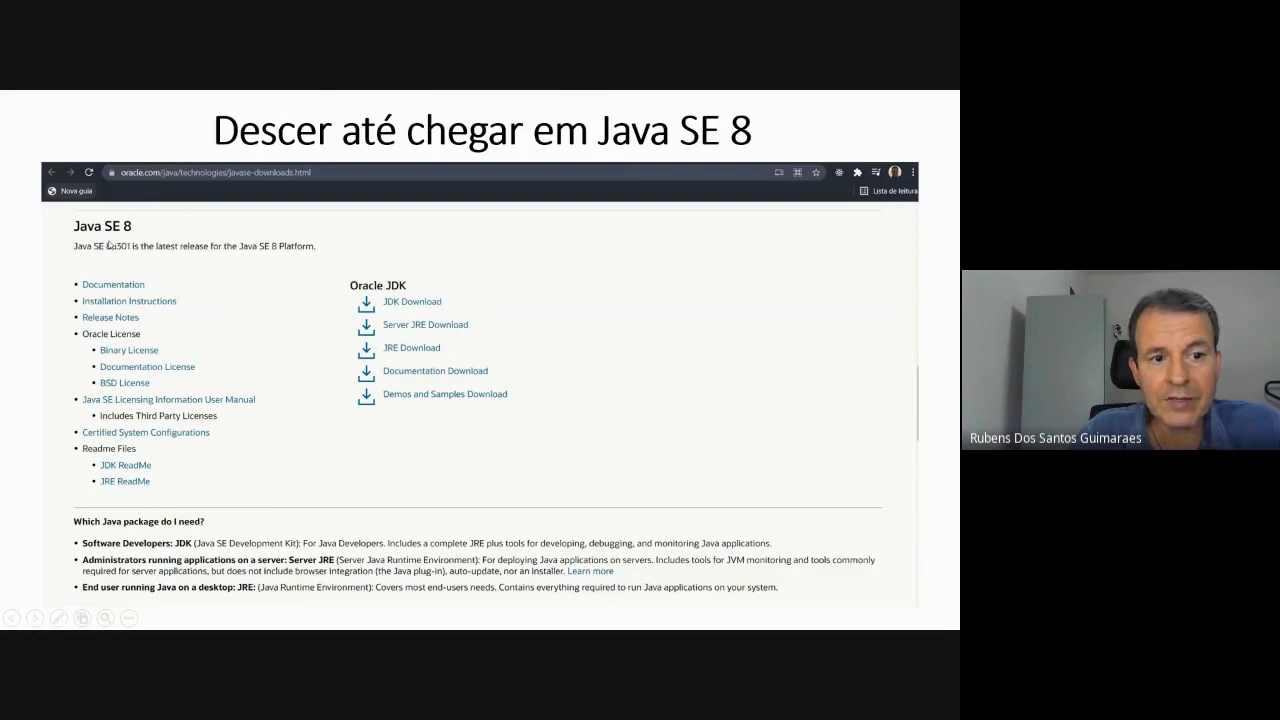 Descer até chegar em Java SE 8
oracle.com/java/technologies/javase-downloads.html
Nova guia
Lista de leitura
Java SE 8
Java SE 8u301 is the latest release for the Java SE 8 Platform.
Documentation
Installation Instructions
Release Notes
Oracle License
Binary License
Documentation License
BSD License
Java SE Licensing Information User Manual
Includes Third Party Licenses
Certified System Configurations
Readme Files
JDK ReadMe
JRE ReadMe
Oracle JDK
JDK Download
Server JRE Download
JRE Download
Documentation Download
Demos and Samples Download
Which Java package do I need?
Software Developers: JDK (Java SE Development Kit): For Java Developers. Includes a complete JRE plus tools for developing, debugging, and monitoring Java applications.
Administrators running applications on a server: Server JRE (Server Java Runtime Environment): For deploying Java applications on servers. Includes tools for JVM monitoring and tools commonly
required for server applications, but does not include browser integration (the Java plug-in), auto-update, nor an installer. Learn more
End user running Java on a desktop: JRE: (Java Runtime Environment): Covers most end-users needs. Contains everything required to run Java applications on your system.
Rubens Dos Santos Guimaraes